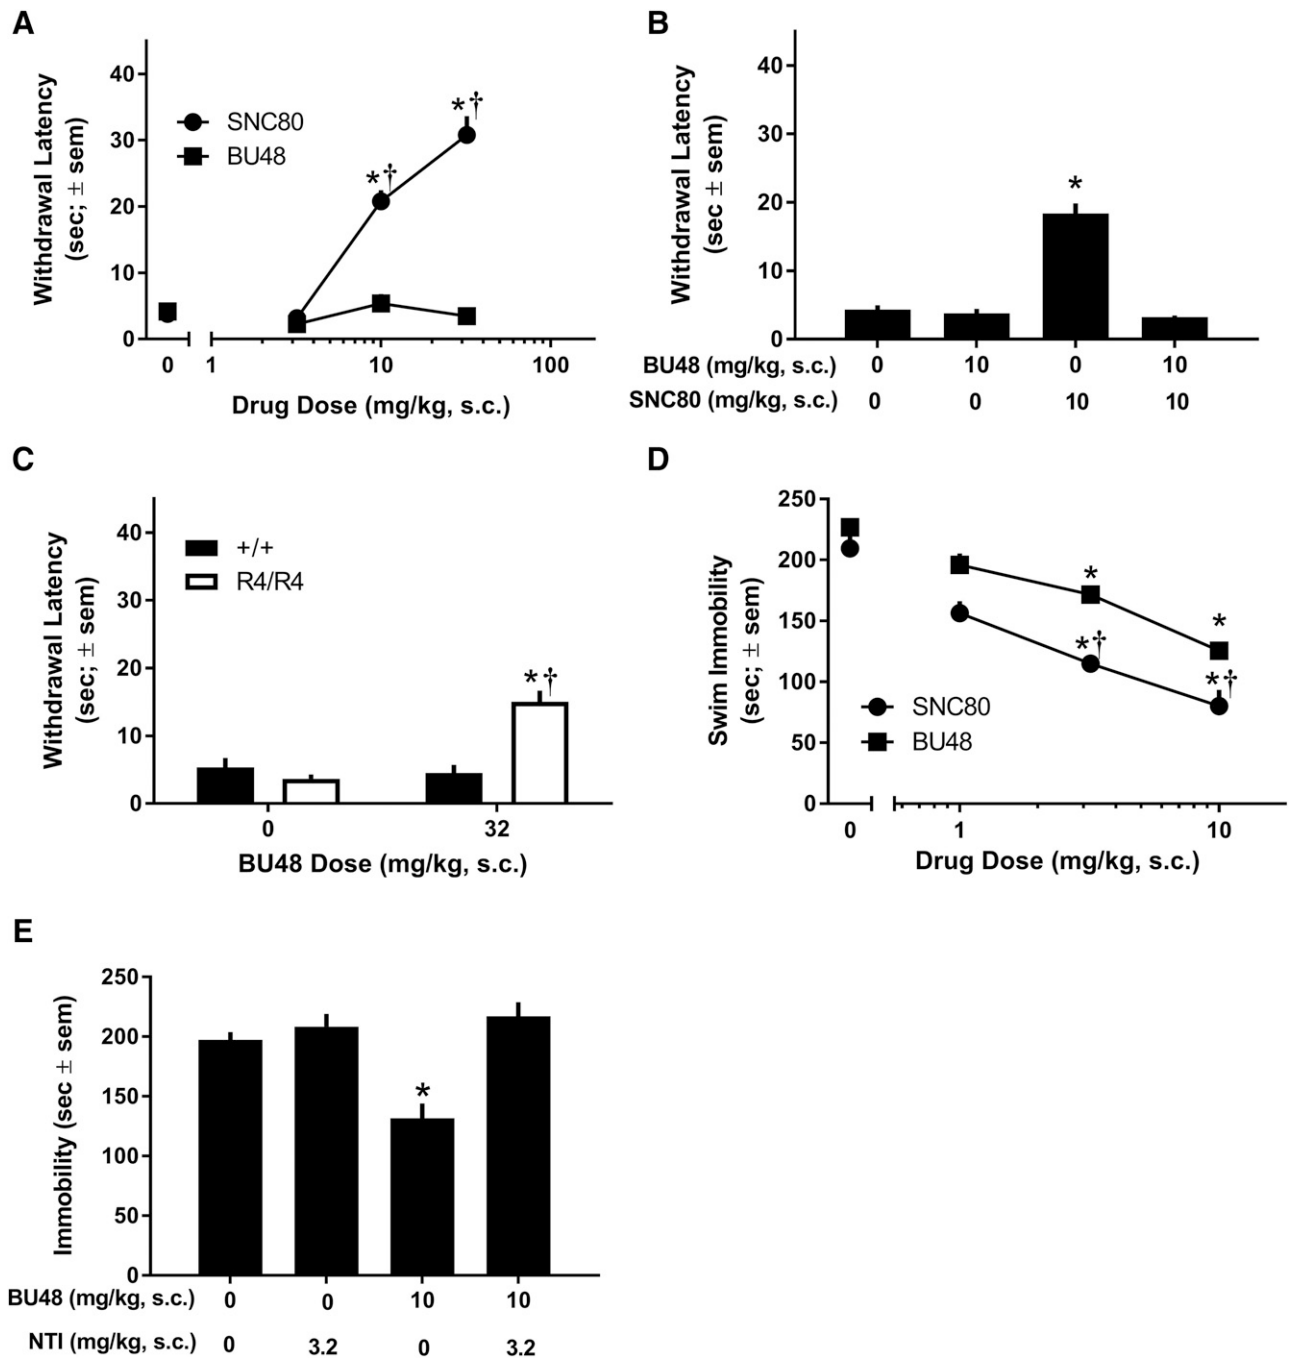 A
Withdrawal Latency
(sec; ± sem)
40
30
20
10
0
SNC80
BU48
*†
*†
0 1 10 100
Drug Dose (mg/kg, s.c.)
B
Withdrawal Latency
(sec ± sem)
40
30
20
10
0
*
BU48 (mg/kg, s.c.) 0 10 0 10
SNC80 (mg/kg, s.c.) 0 0 10 10
C
Withdrawal Latency
(sec; ± sem)
40
30
20
10
0
+/+
R4/R4
*†
0 32
BU48 Dose (mg/kg, s.c.)
D
Swim Immobility
(sec; ± sem)
250
200
150
100
50
0
*
*
*†
*†
SNC80
BU48
0 1 10
Drug Dose (mg/kg, s.c.)
E
Immobility (sec ± sem)
250
200
150
100
50
0
*
BU48 (mg/kg, s.c.) 0 0 10 10
NTI (mg/kg, s.c.) 0 3.2 0 3.2